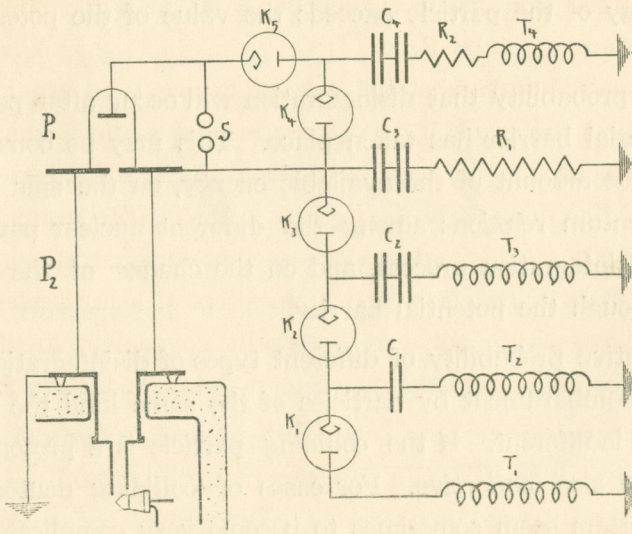 K₅ C₄ R₂ T₄
P₁ S K₄ C₃ R₁
K₃
P₂ C₂ T₃
K₂
C₁ T₂
K₁
T₁